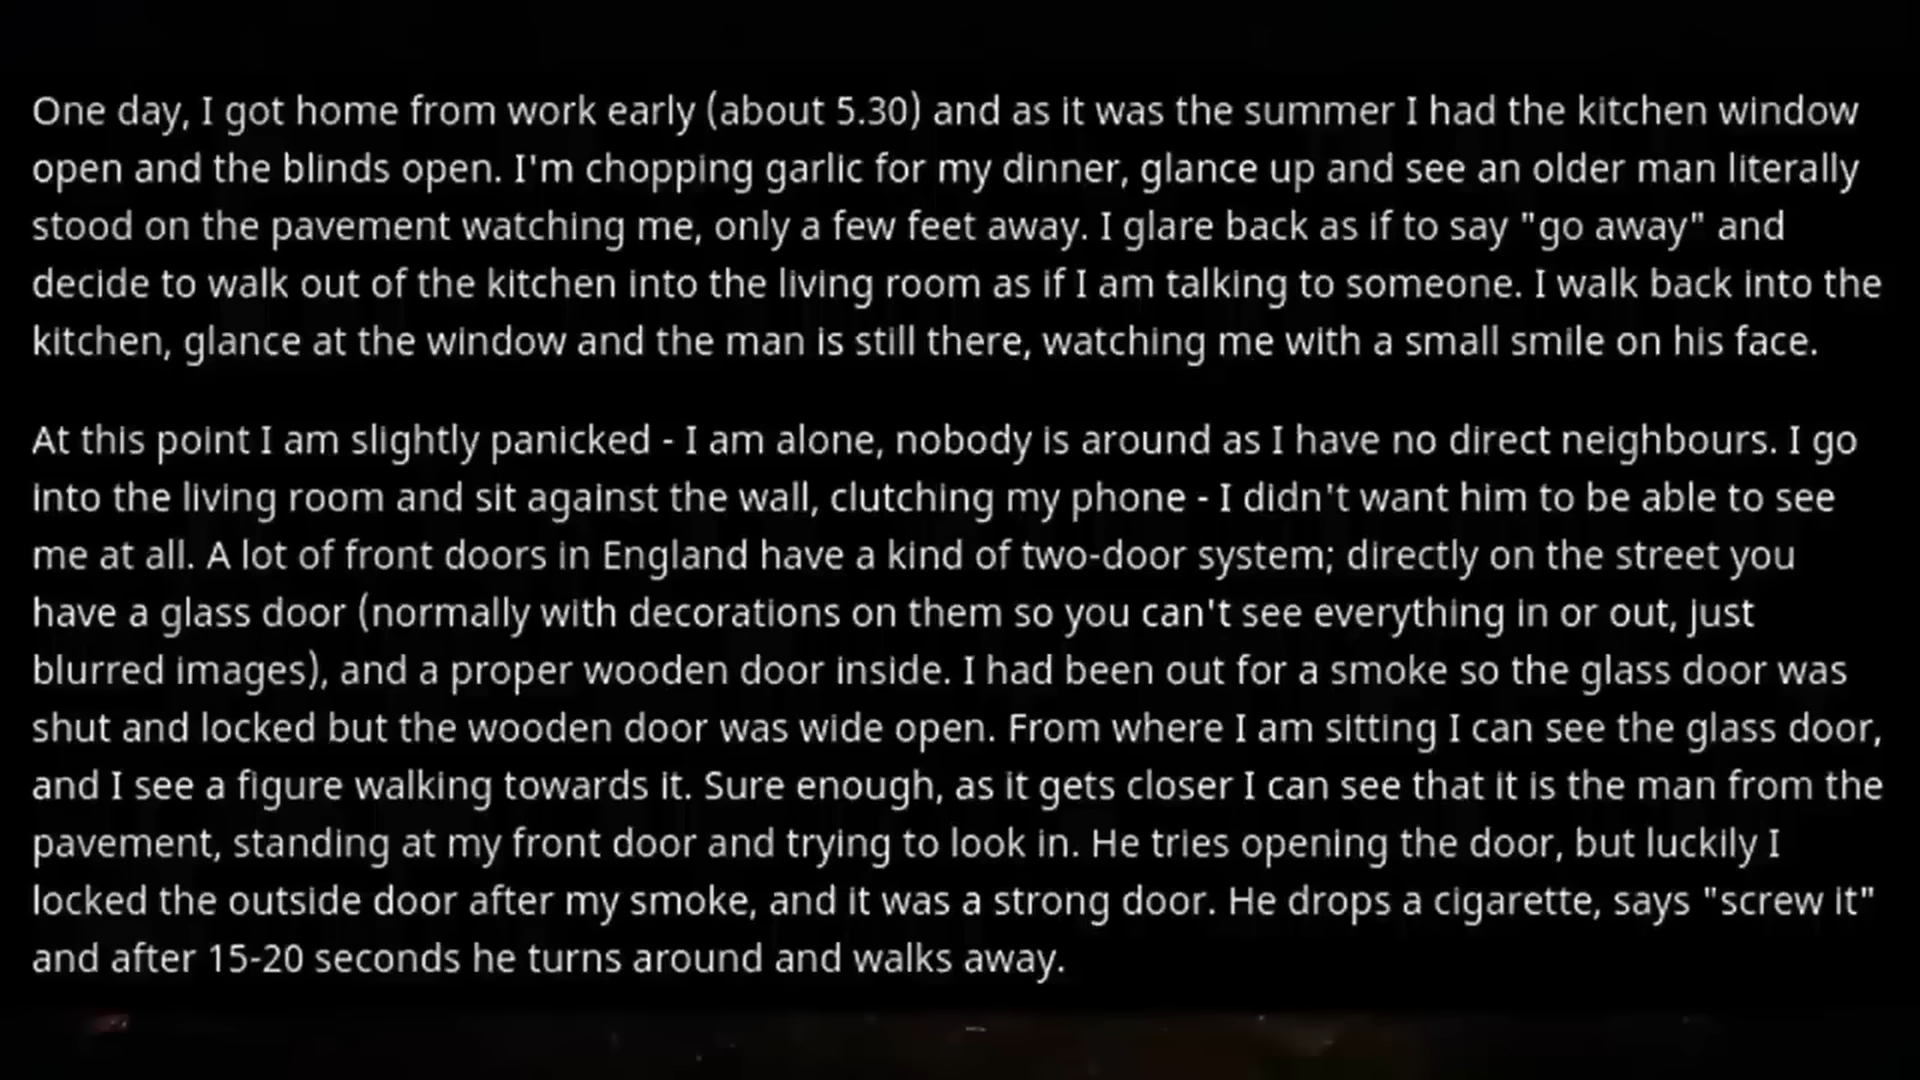 One day, I got home from work early (about 5.30) and as it was the summer I had the kitchen window
open and the blinds open. I'm chopping garlic for my dinner, glance up and see an older man literally
stood on the pavement watching me, only a few feet away. I glare back as if to say "go away" and
decide to walk out of the kitchen into the living room as if I am talking to someone. I walk back into the
kitchen, glance at the window and the man is still there, watching me with a small smile on his face.
At this point I am slightly panicked - I am alone, nobody is around as I have no direct neighbours. I go
into the living room and sit against the wall, clutching my phone - I didn't want him to be able to see
me at all. A lot of front doors in England have a kind of two-door system; directly on the street you
have a glass door (normally with decorations on them so you can't see everything in or out, just
blurred images), and a proper wooden door inside. I had been out for a smoke so the glass door was
shut and locked but the wooden door was wide open. From where I am sitting I can see the glass door,
and I see a figure walking towards it. Sure enough, as it gets closer I can see that it is the man from the
pavement, standing at my front door and trying to look in. He tries opening the door, but luckily I
locked the outside door after my smoke, and it was a strong door. He drops a cigarette, says "screw it"
and after 15-20 seconds he turns around and walks away.